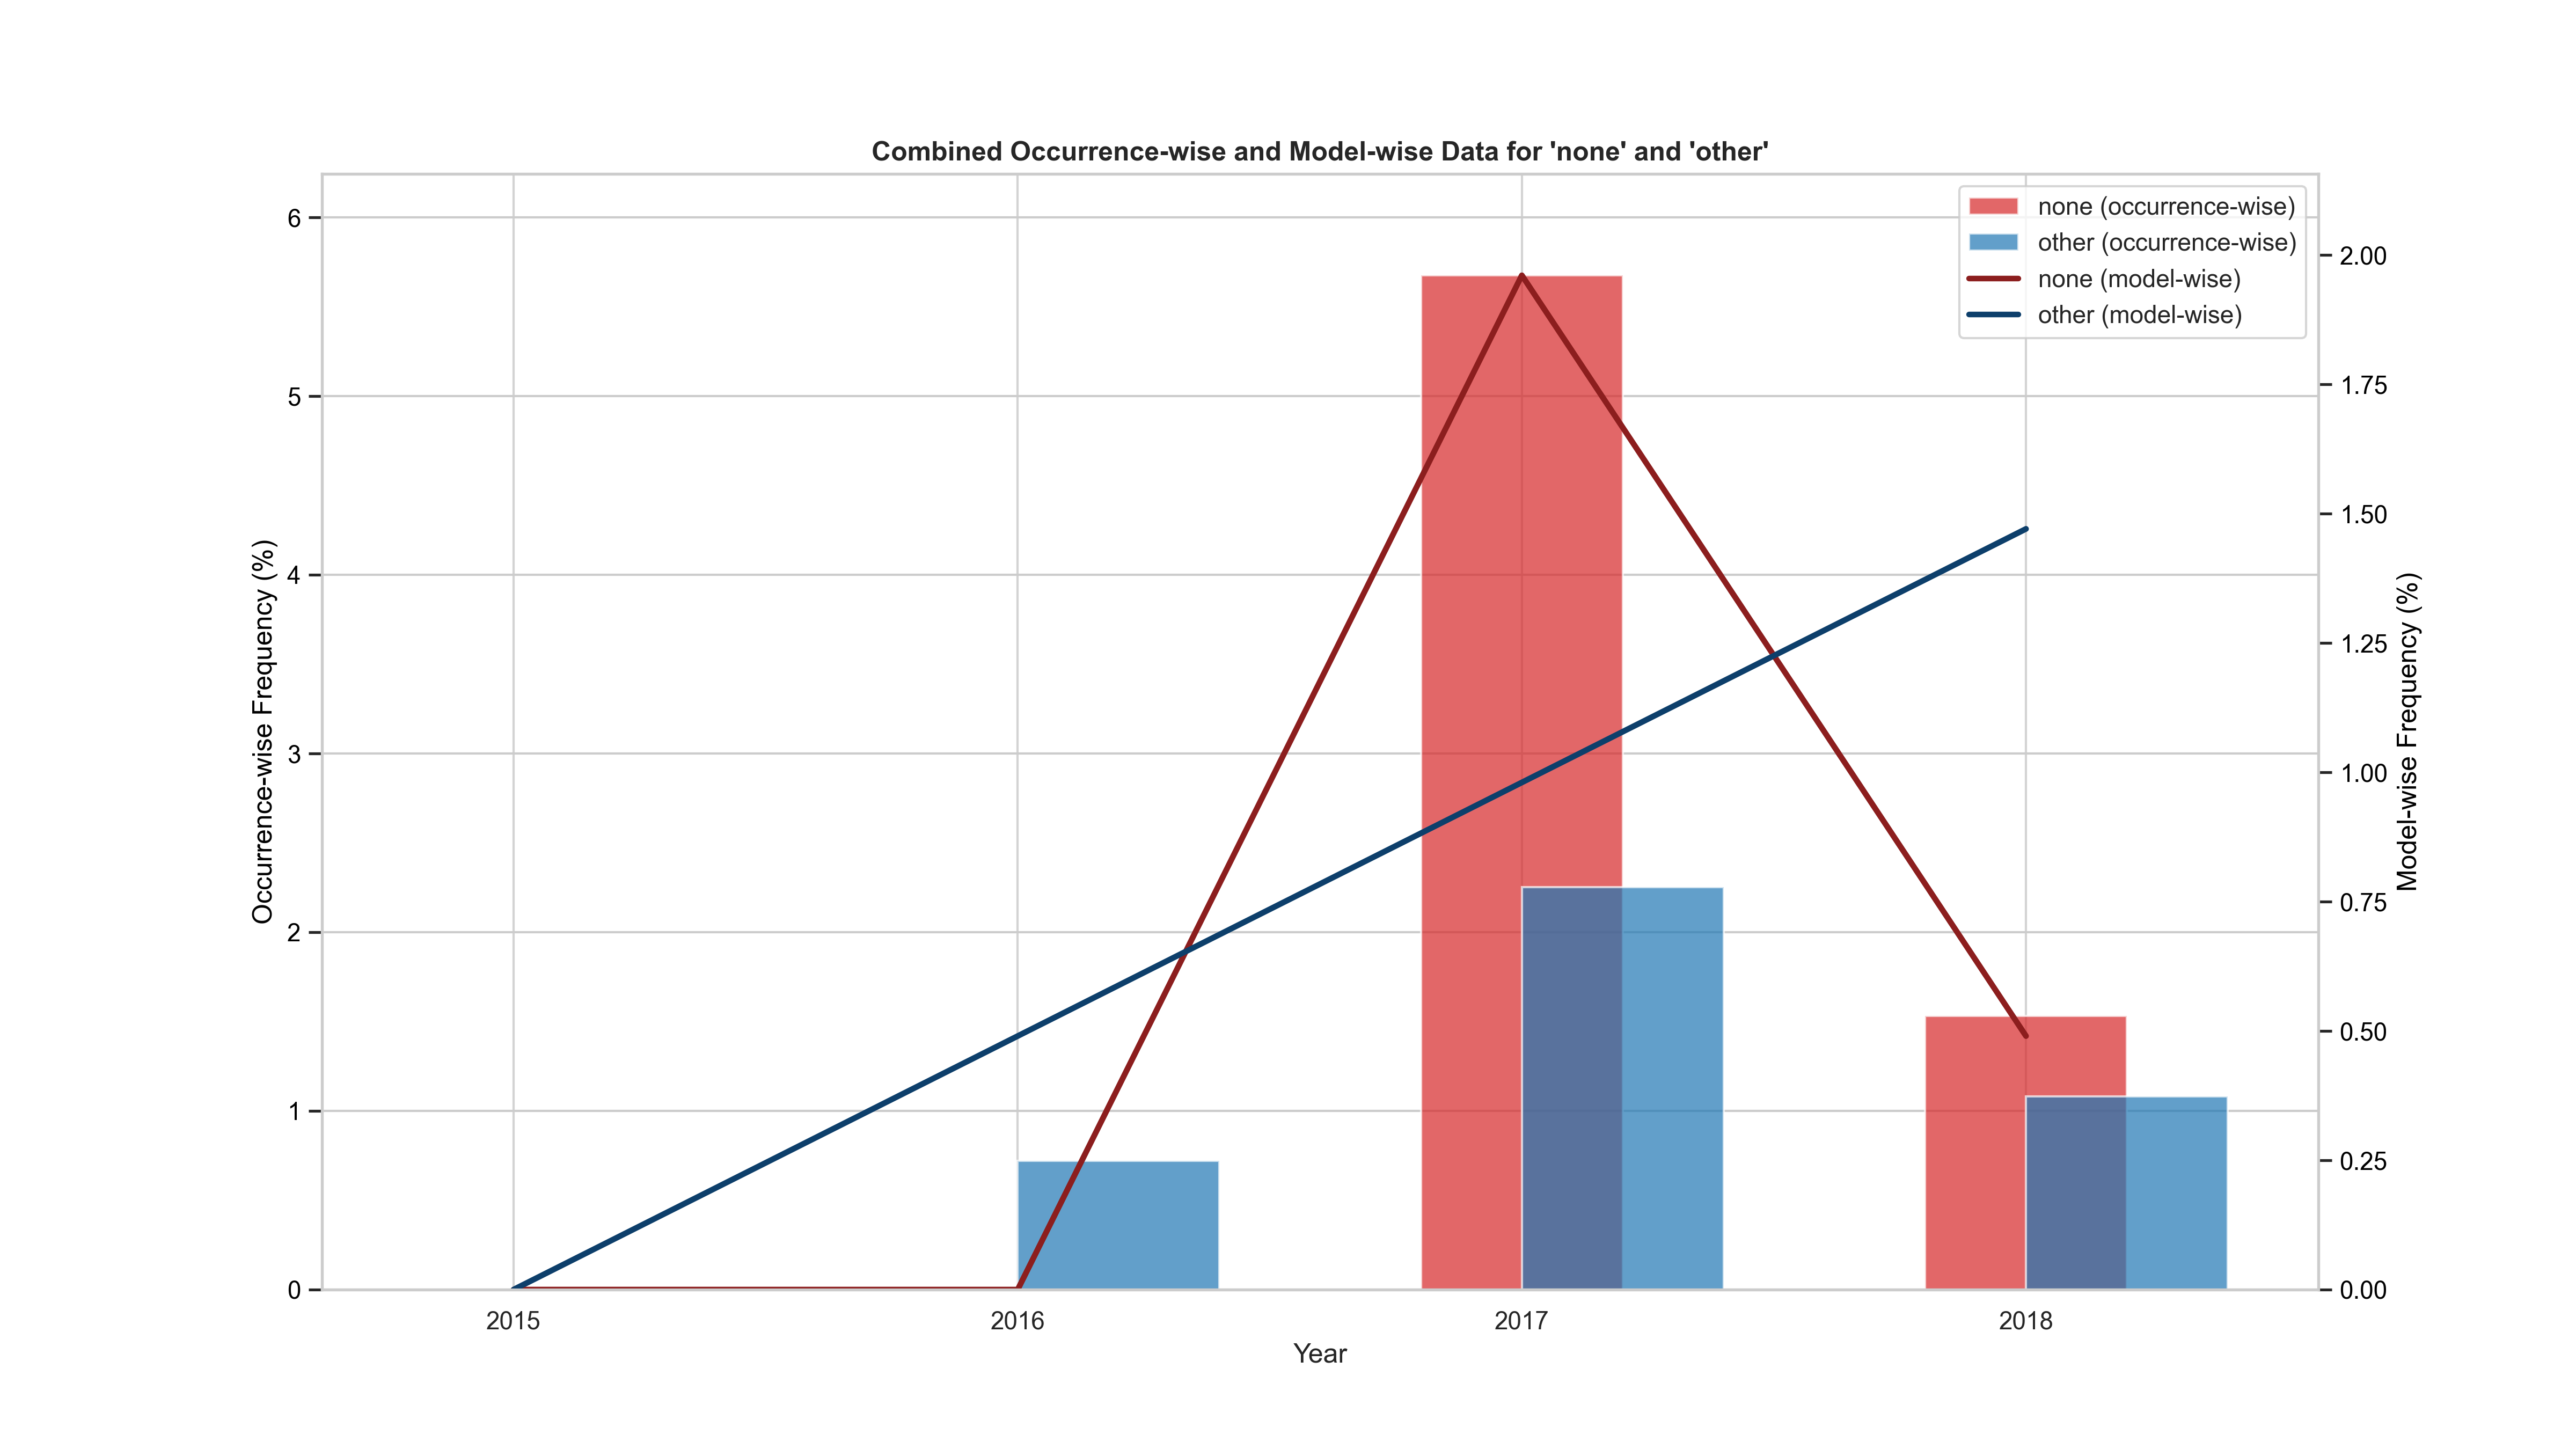 Combined Occurrence-wise and Model-wise Data for 'none' and 'other'
none (occurrence-wise)
other (occurrence-wise)
none (model-wise)
other (model-wise)
Occurrence-wise Frequency (%)
6
5
4
3
2
1
0
2.00
1.75
1.50
1.25
1.00
0.75
0.50
0.25
0.00
Model-wise Frequency (%)
2015
2016
2017
2018
Year